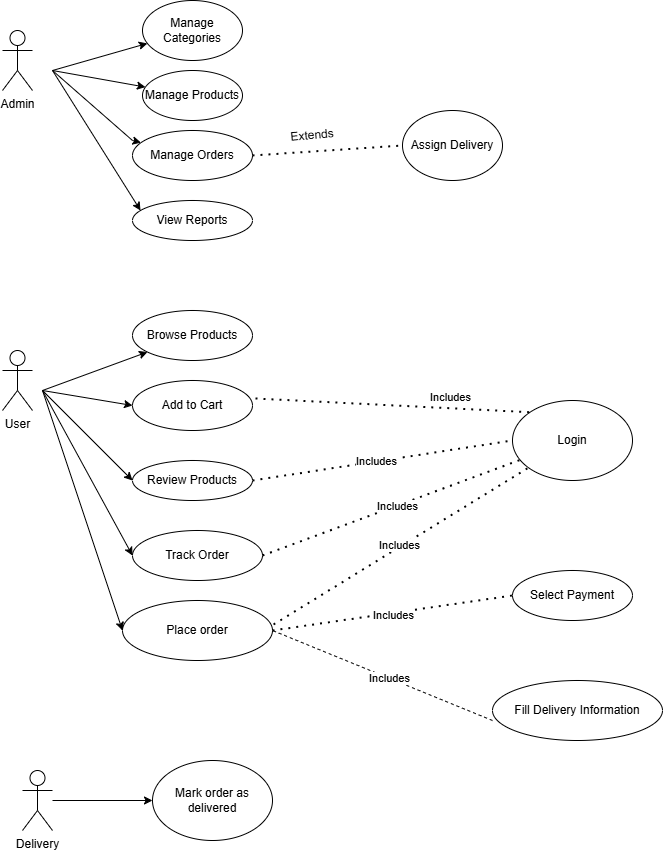 Manage
Categories
Admin
Manage Products
Manage Orders
Extends
Assign Delivery
View Reports
Browse Products
User
Add to Cart
Includes
Login
Review Products
Includes
Track Order
Includes
Includes
Place order
Includes
Select Payment
Includes
Fill Delivery Information
Mark order as
delivered
Delivery